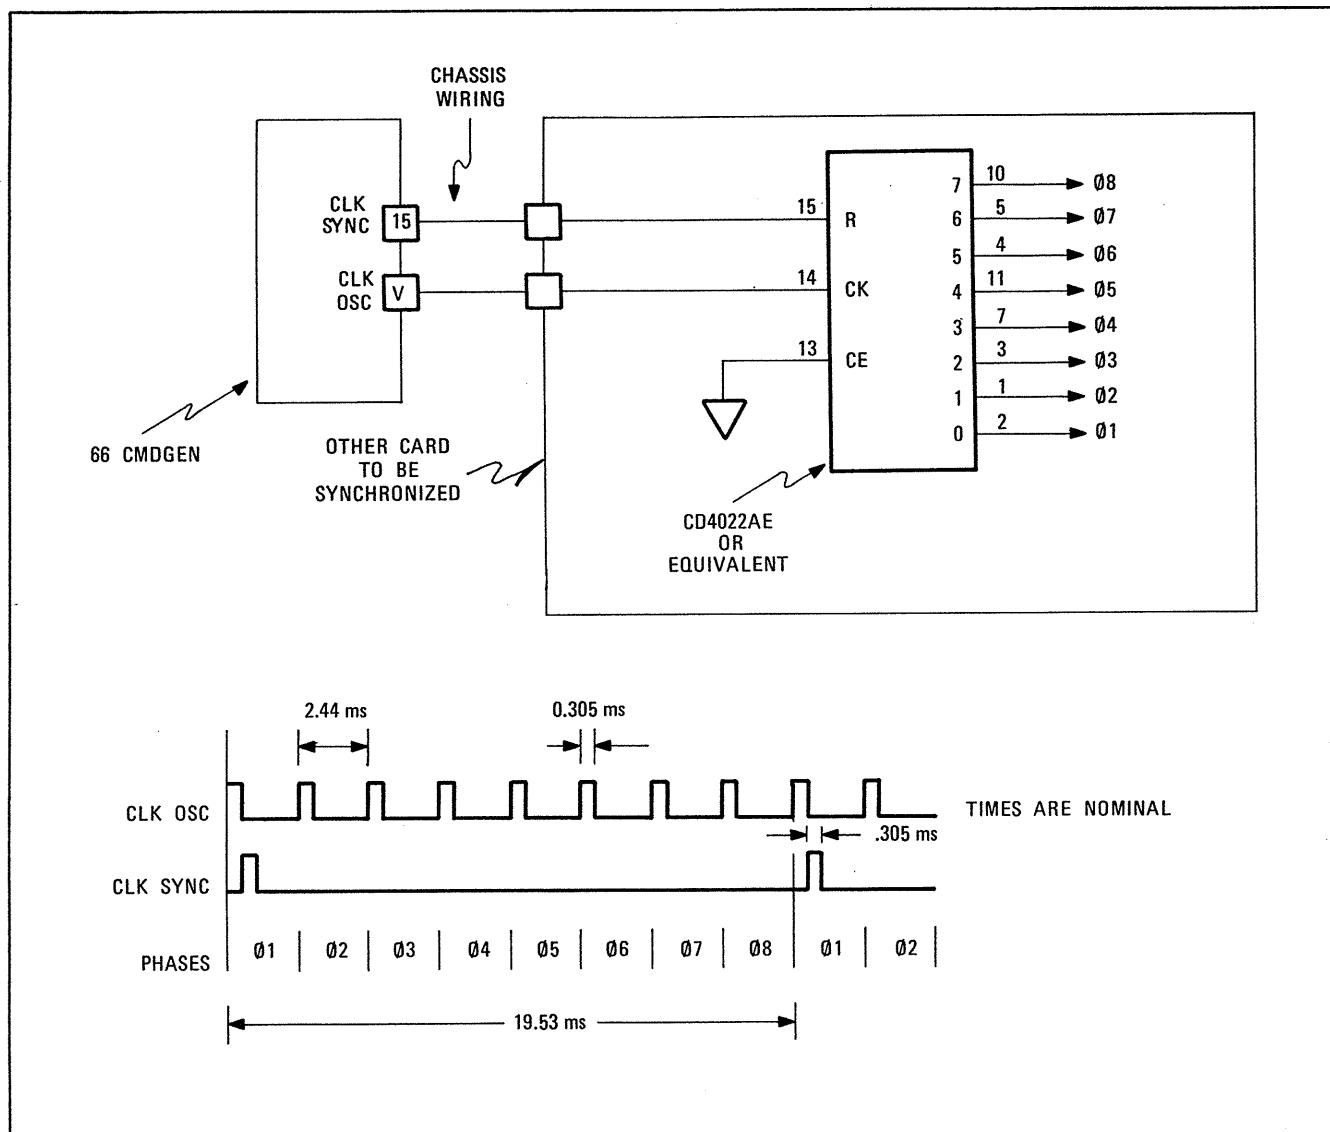 CHASSIS
WIRING
CLK
SYNC
15
CLK
OSC
V
66 CMDGEN
OTHER CARD
TO BE
SYNCHRONIZED
15 R
14 CK
13 CE
7 10 Ø8
6 5 Ø7
5 4 Ø6
4 11 Ø5
3 7 Ø4
2 3 Ø3
1 1 Ø2
0 2 Ø1
CD4022AE
OR
EQUIVALENT
2.44 ms
0.305 ms
CLK OSC
TIMES ARE NOMINAL
.305 ms
CLK SYNC
PHASES Ø1 Ø2 Ø3 Ø4 Ø5 Ø6 Ø7 Ø8 Ø1 Ø2
19.53 ms